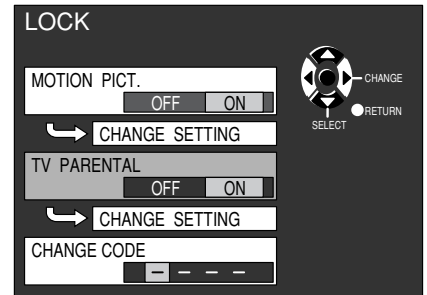 LOCK
MOTION PICT.
OFF ON
CHANGE SETTING
TV PARENTAL
OFF ON
CHANGE SETTING
CHANGE CODE
– – – –
CHANGE
RETURN
SELECT